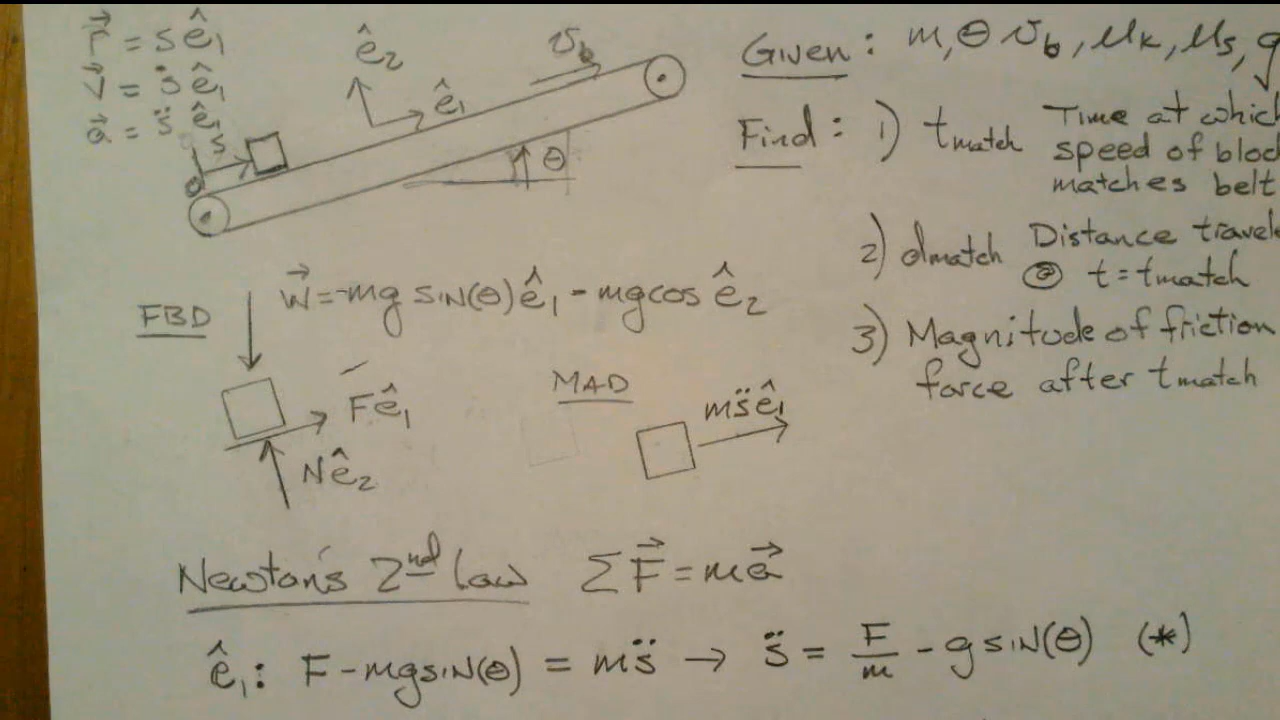 r⃗ = s ê₁
v⃗ = ṡ ê₁
a⃗ = s̈ ê₁
s
o
ê₂
ê₁
v_b
θ
Given: m, θ v_b, μ_k, μ_s, g
Find: 1) t_match Time at which
speed of bloc
matches belt
2) d_match Distance travel
@ t = t_match
3) Magnitude of friction
force after t_match
FBD
W⃗ = -mg sin(θ) ê₁ - mg cos ê₂
F ê₁
N ê₂
MAD
m s̈ ê₁
Newton's 2nd law ΣF⃗ = m a⃗
ê₁: F - mg sin(θ) = m s̈ → s̈ = F/m - g sin(θ) (*)